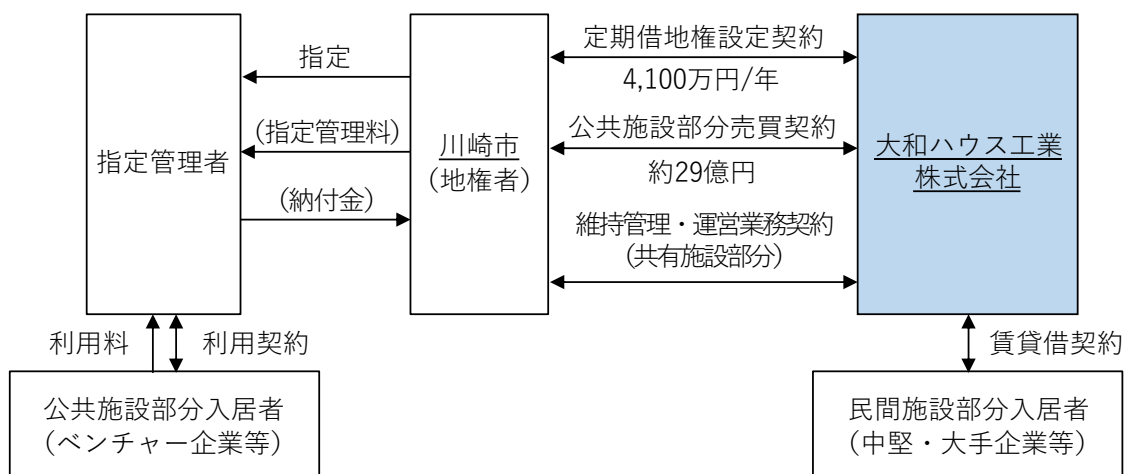 指定
(指定管理料)
(納付金)
指定管理者
川崎市
(地権者)
定期借地権設定契約
4,100万円/年
公共施設部分売買契約
約29億円
維持管理・運営業務契約
(共有施設部分)
大和ハウス工業
株式会社
利用料
利用契約
賃貸借契約
公共施設部分入居者
(ベンチャー企業等)
民間施設部分入居者
(中堅・大手企業等)